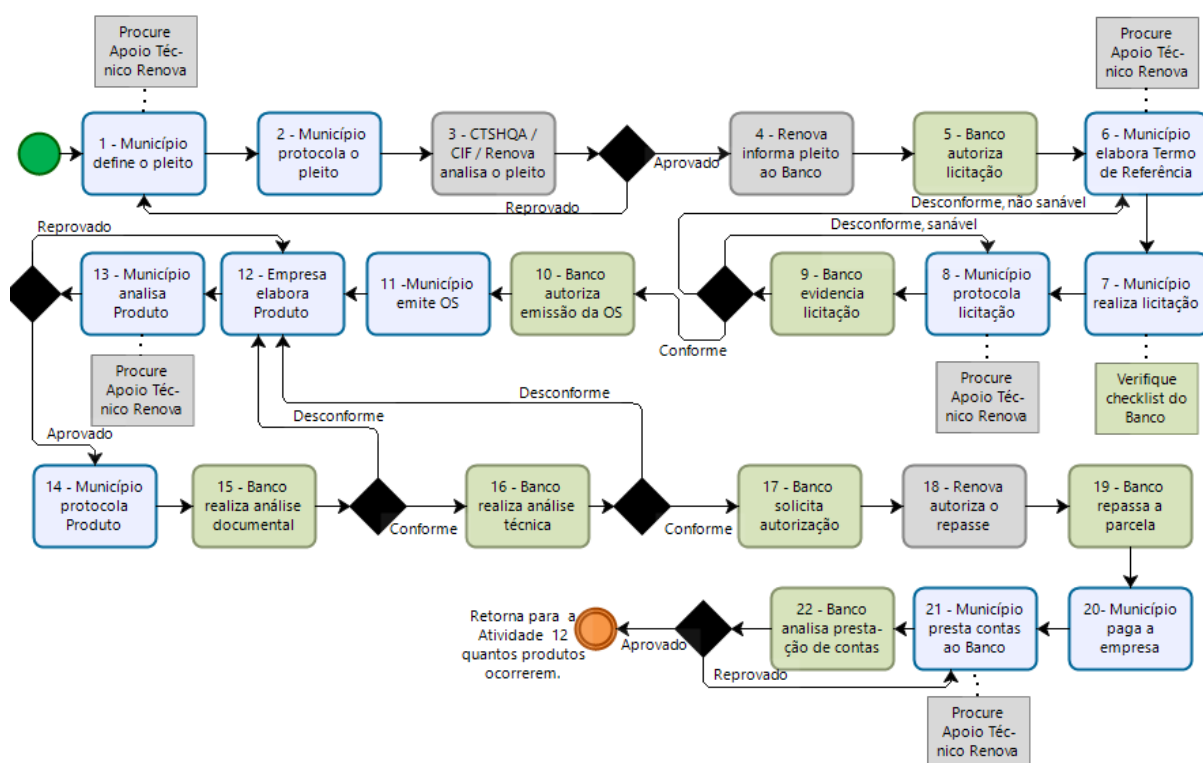 Procure
Apoio Téc-
nico Renova
Procure
Apoio Téc-
nico Renova
1 - Município
define o pleito
2 - Município
protocola o
pleito
3 - CTSHQA /
CIF / Renova
analisa o pleito
Aprovado
Reprovado
4 - Renova
informa pleito
ao Banco
5 - Banco
autoriza
licitação
6 - Município
elabora Termo
de Referência
Desconforme, não sanável
Desconforme, sanável
Reprovado
7 - Município
realiza licitação
8 - Município
protocola
licitação
9 - Banco
evidencia
licitação
Conforme
10 - Banco
autoriza
emissão da OS
11 -Município
emite OS
12 - Empresa
elabora
Produto
13 - Município
analisa
Produto
Procure
Apoio Téc-
nico Renova
Procure
Apoio Téc-
nico Renova
Verifique
checklist do
Banco
Desconforme
Desconforme
Aprovado
14 - Município
protocola
Produto
15 - Banco
realiza análise
documental
Conforme
16 - Banco
realiza análise
técnica
Conforme
17 - Banco
solicita
autorização
18 - Renova
autoriza o
repasse
19 - Banco
repassa a
parcela
20- Município
paga a
empresa
21 - Município
presta contas
ao Banco
22 - Banco
analisa presta-
ção de contas
Aprovado
Reprovado
Retorna para a
Atividade 12
quantos produtos
ocorrerem.
Procure
Apoio Téc-
nico Renova